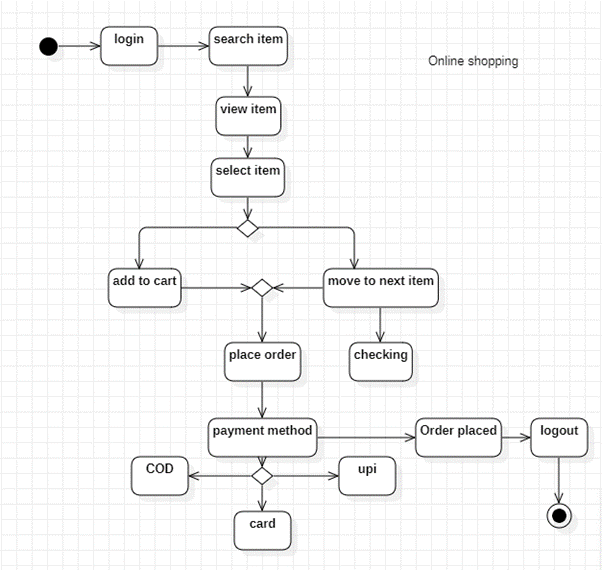 login
search item
Online shopping
view item
select item
add to cart
move to next item
place order
checking
payment method
Order placed
logout
COD
upi
card